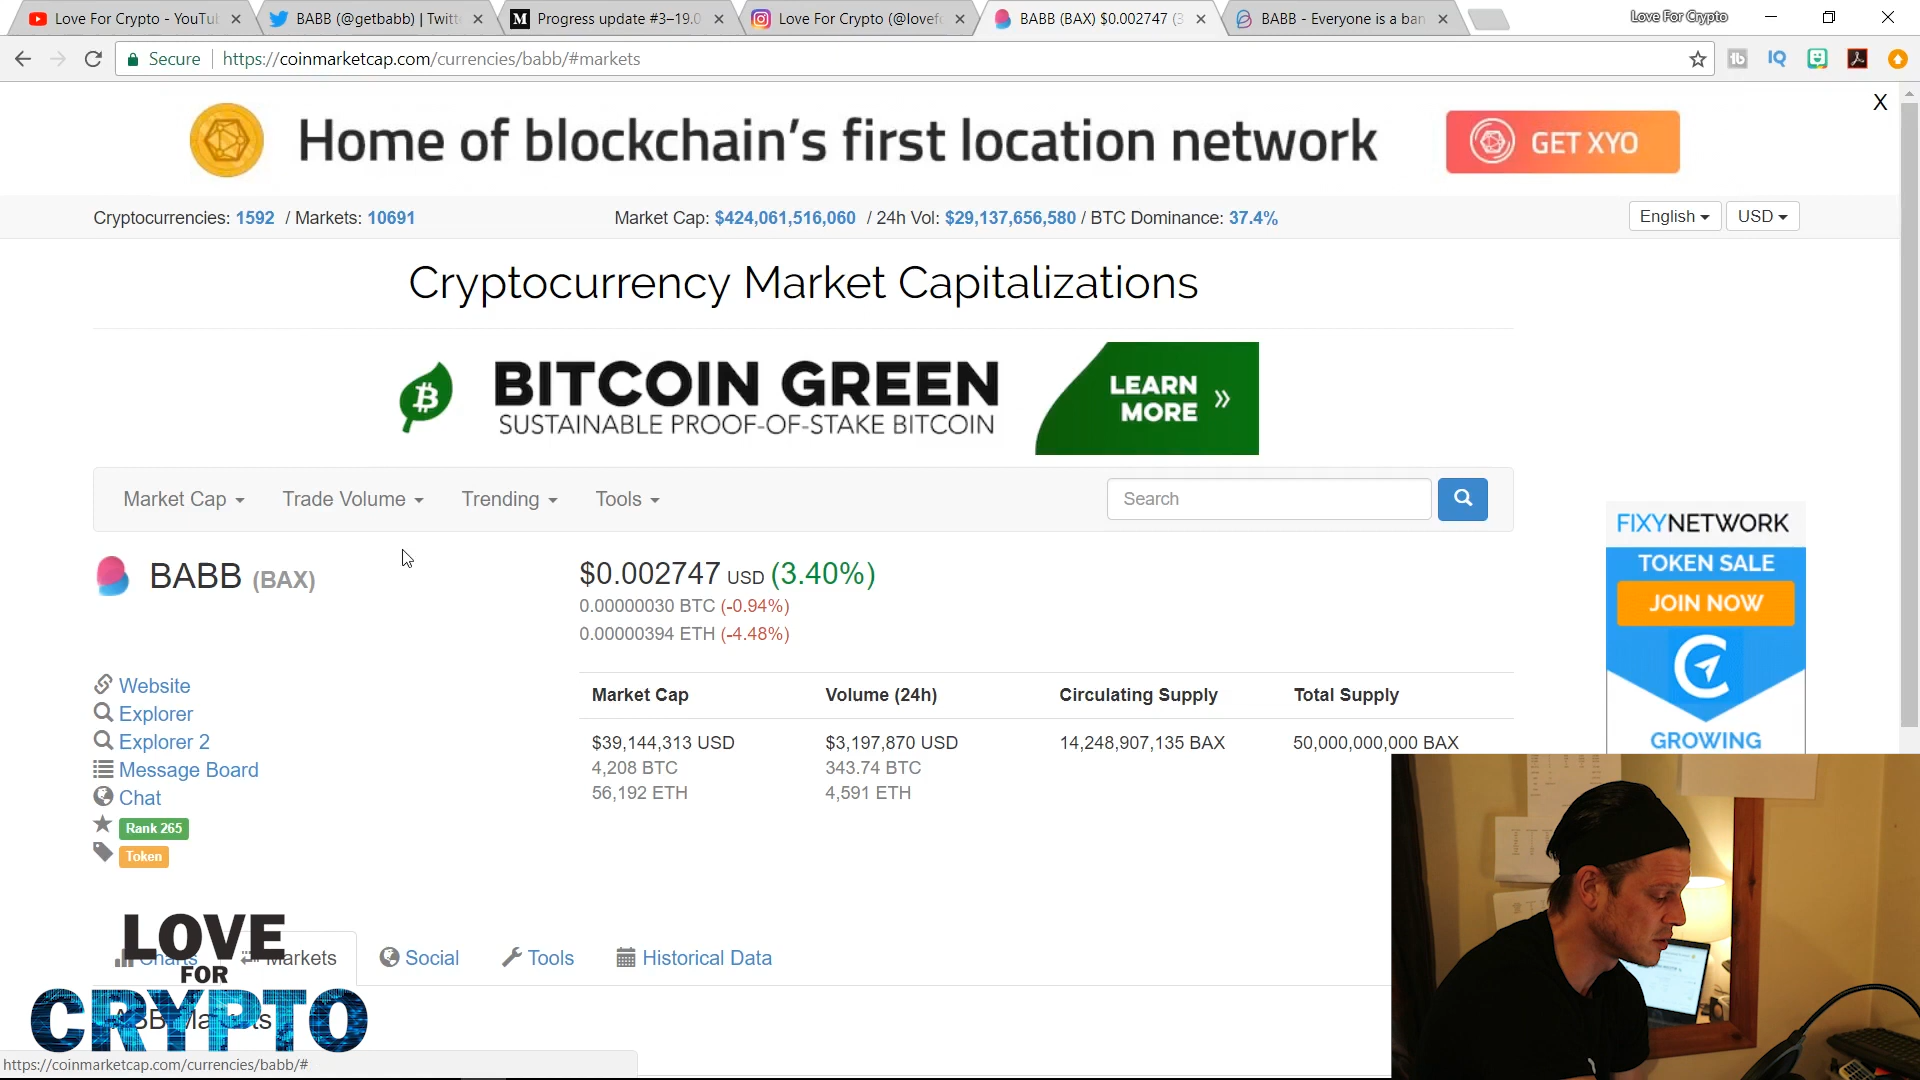 Love For Crypto - YouTu
BABB (@getbabb) | Twitt
Progress update #3–19.0
Love For Crypto (@lovef
BABB (BAX) $0.002747 (3
BABB - Everyone is a ban
Love For Crypto
Secure
https://coinmarketcap.com/currencies/babb/#markets
X
Home of blockchain's first location network
GET XYO
Cryptocurrencies: 1592 / Markets: 10691
Market Cap: $424,061,516,060 / 24h Vol: $29,137,656,580 / BTC Dominance: 37.4%
English
USD
Cryptocurrency Market Capitalizations
BITCOIN GREEN
SUSTAINABLE PROOF-OF-STAKE BITCOIN
LEARN
MORE »
Market Cap
Trade Volume
Trending
Tools
Search
FIXYNETWORK
TOKEN SALE
JOIN NOW
GROWING
BABB (BAX)
$0.002747 USD (3.40%)
0.00000030 BTC (-0.94%)
0.00000394 ETH (-4.48%)
Website
Explorer
Explorer 2
Message Board
Chat
Rank 265
Token
Market Cap
Volume (24h)
Circulating Supply
Total Supply
$39,144,313 USD
$3,197,870 USD
14,248,907,135 BAX
50,000,000,000 BAX
4,208 BTC
343.74 BTC
56,192 ETH
4,591 ETH
Charts
Markets
Social
Tools
Historical Data
LOVE
FOR
CRYPTO
https://coinmarketcap.com/currencies/babb/#